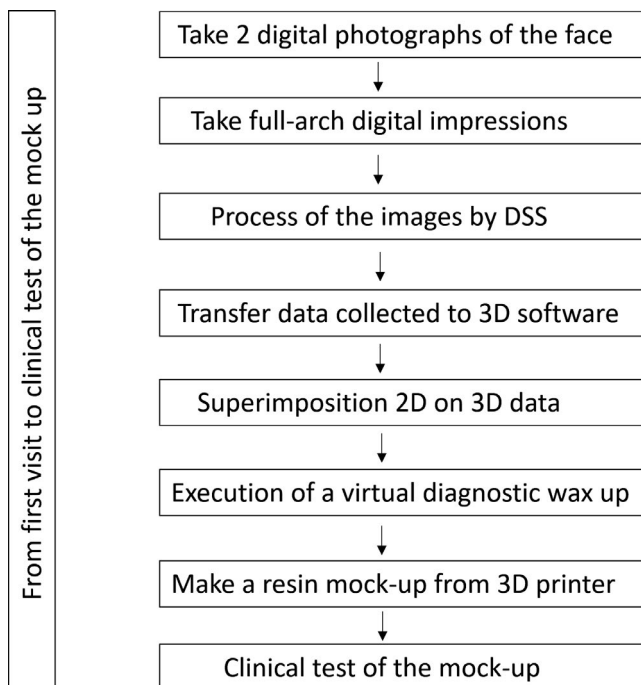 From first visit to clinical test of the mock up
Take 2 digital photographs of the face
Take full-arch digital impressions
Process of the images by DSS
Transfer data collected to 3D software
Superimposition 2D on 3D data
Execution of a virtual diagnostic wax up
Make a resin mock-up from 3D printer
Clinical test of the mock-up